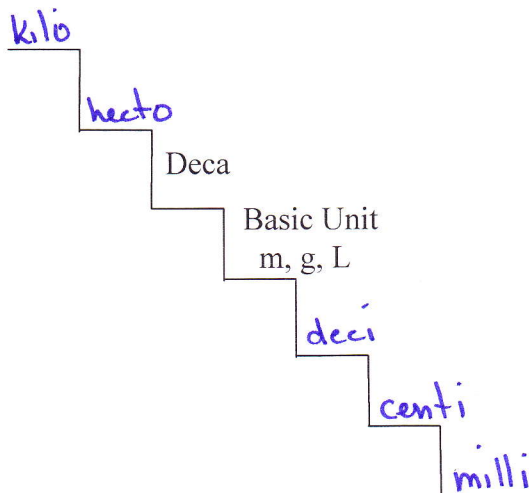 kilo
hecto
Deca
Basic Unit
m, g, L
deci
centi
milli